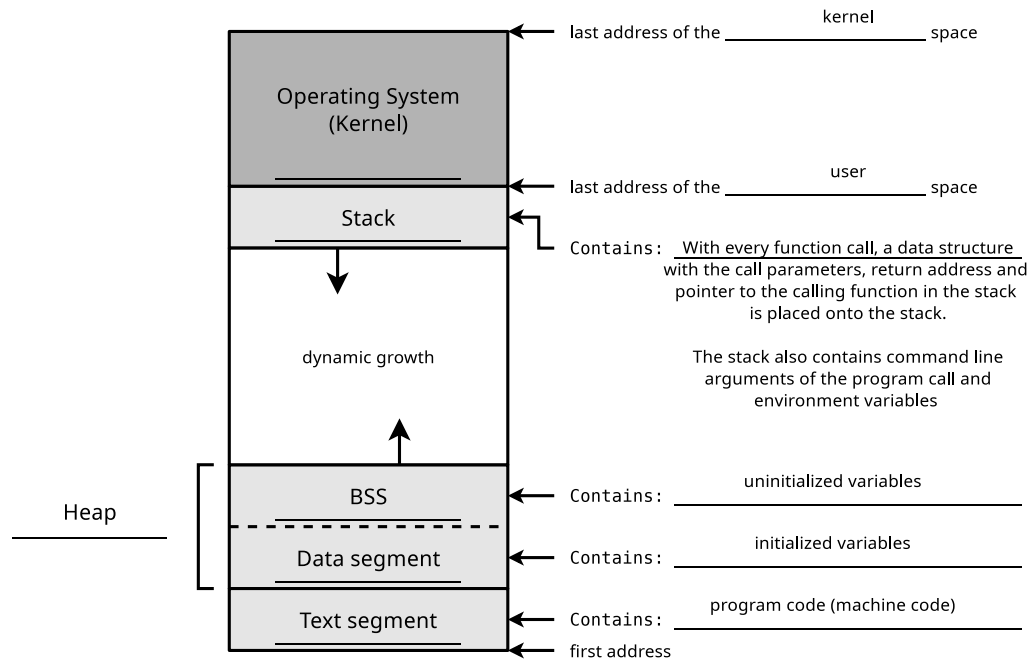 kernel
last address of the space
Operating System
(Kernel)
user
last address of the space
Stack
Contains: With every function call, a data structure
with the call parameters, return address and
pointer to the calling function in the stack
is placed onto the stack.
The stack also contains command line
arguments of the program call and
environment variables
dynamic growth
uninitialized variables
BSS
Contains:
Heap
initialized variables
Data segment
Contains:
program code (machine code)
Text segment
Contains:
first address